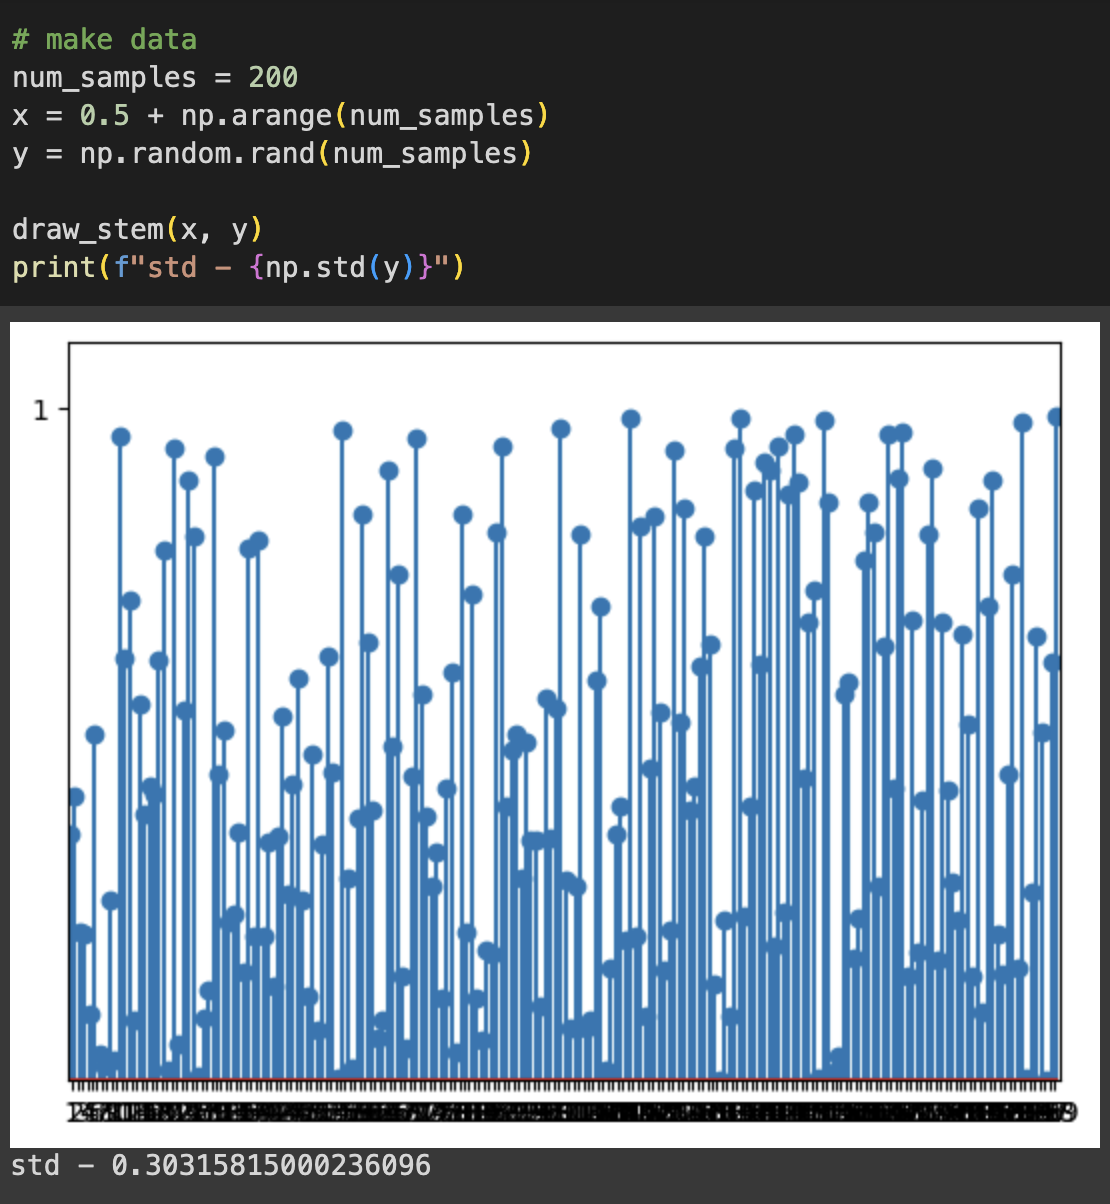 # make data
num_samples = 200
x = 0.5 + np.arange(num_samples)
y = np.random.rand(num_samples)
draw_stem(x, y)
print(f"std - {np.std(y)}")
1
std - 0.30315815000236096